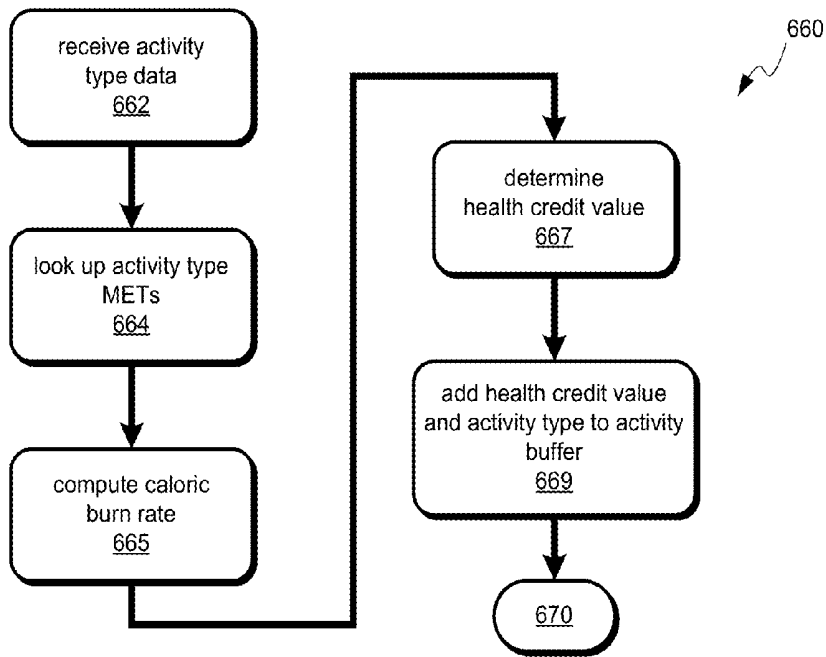 receive activity
type data
662
look up activity type
METs
664
compute caloric
burn rate
665
660
determine
health credit value
667
add health credit value
and activity type to activity
buffer
669
670